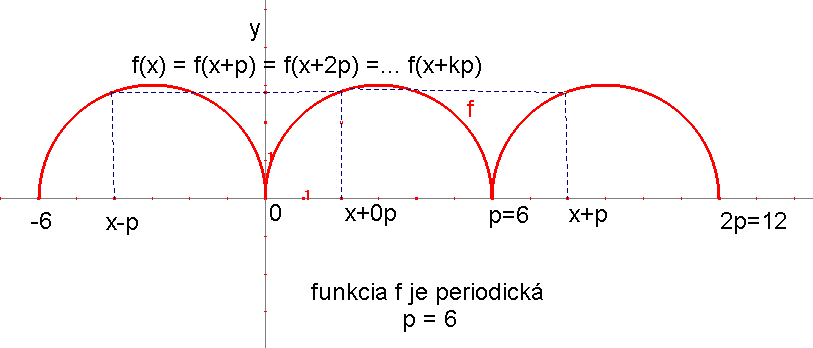 y
f(x) = f(x+p) = f(x+2p) =... f(x+kp)
f
1
1
-6
x-p
0
x+0p
p=6
x+p
2p=12
funkcia f je periodická
p = 6